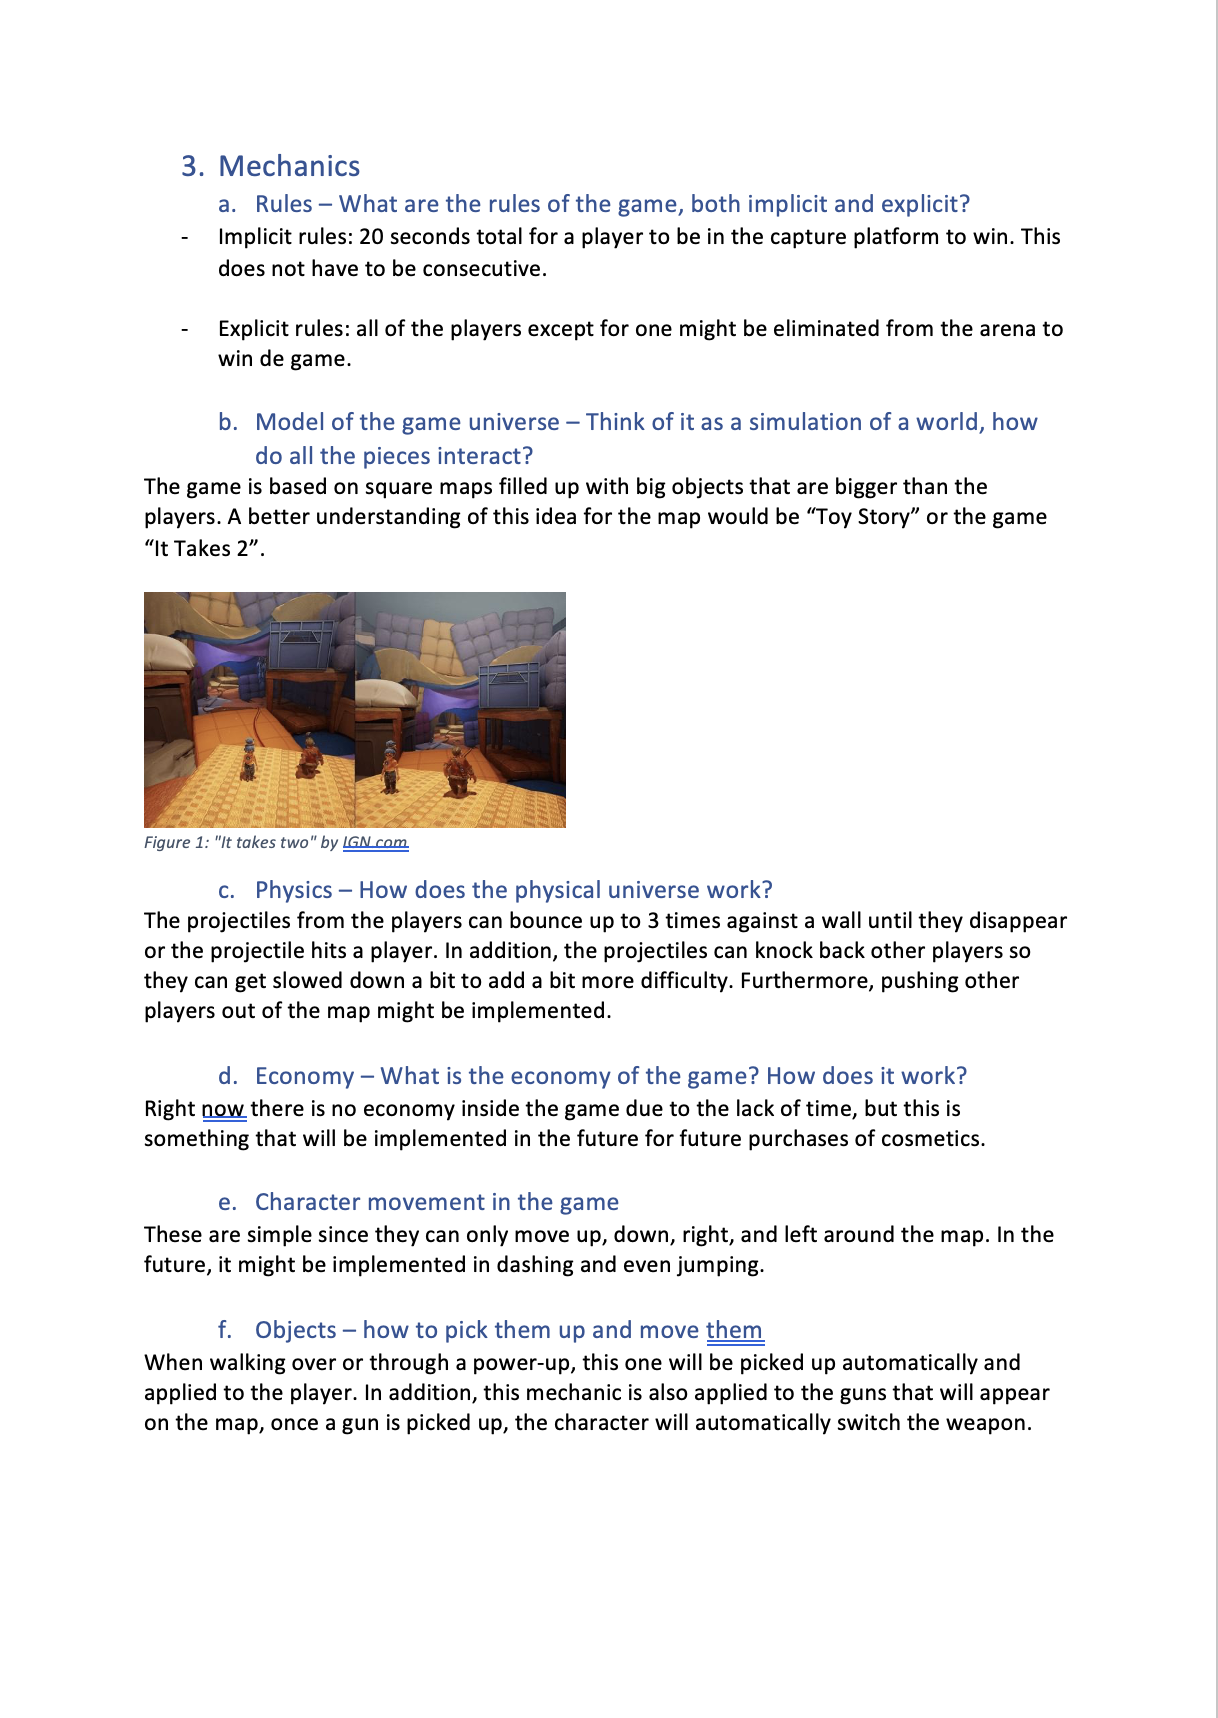 3. Mechanics
a. Rules – What are the rules of the game, both implicit and explicit?
- Implicit rules: 20 seconds total for a player to be in the capture platform to win. This
does not have to be consecutive.
- Explicit rules: all of the players except for one might be eliminated from the arena to
win de game.
b. Model of the game universe – Think of it as a simulation of a world, how
do all the pieces interact?
The game is based on square maps filled up with big objects that are bigger than the
players. A better understanding of this idea for the map would be “Toy Story” or the game
“It Takes 2”.
Figure 1: "It takes two" by IGN.com
c. Physics – How does the physical universe work?
The projectiles from the players can bounce up to 3 times against a wall until they disappear
or the projectile hits a player. In addition, the projectiles can knock back other players so
they can get slowed down a bit to add a bit more difficulty. Furthermore, pushing other
players out of the map might be implemented.
d. Economy – What is the economy of the game? How does it work?
Right now there is no economy inside the game due to the lack of time, but this is
something that will be implemented in the future for future purchases of cosmetics.
e. Character movement in the game
These are simple since they can only move up, down, right, and left around the map. In the
future, it might be implemented in dashing and even jumping.
f. Objects – how to pick them up and move them
When walking over or through a power-up, this one will be picked up automatically and
applied to the player. In addition, this mechanic is also applied to the guns that will appear
on the map, once a gun is picked up, the character will automatically switch the weapon.